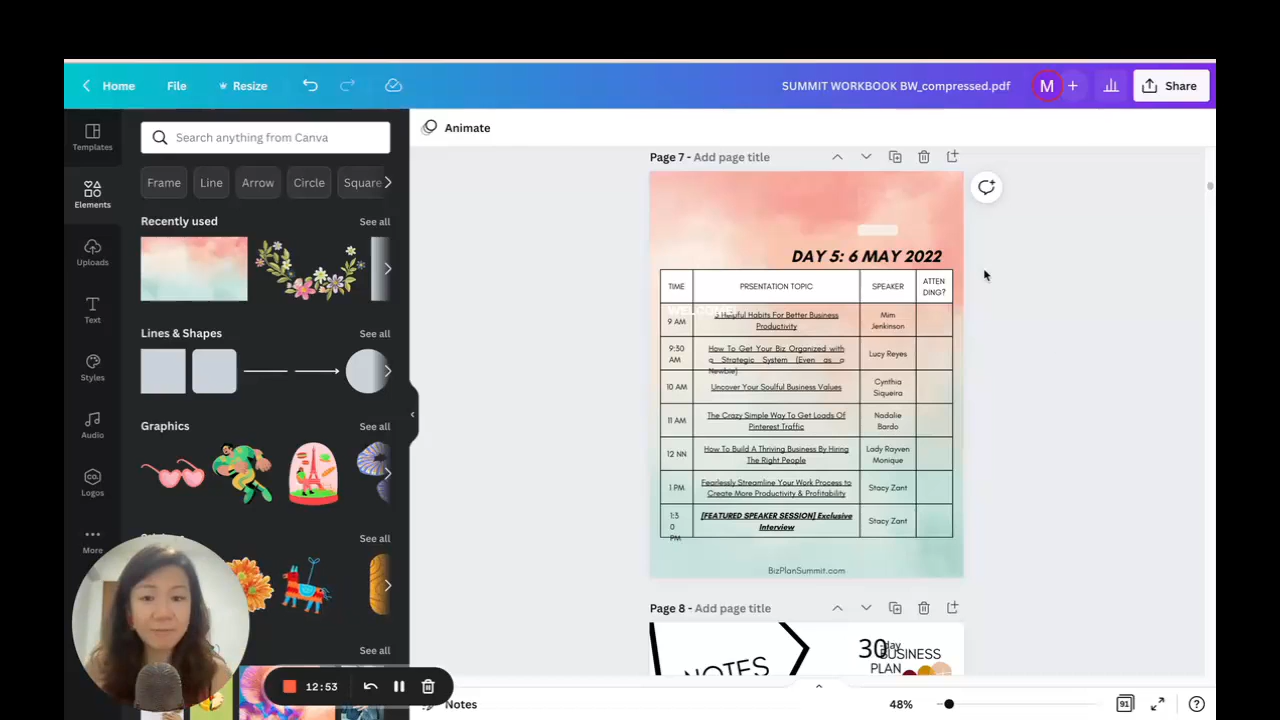 Home File Resize SUMMIT WORKBOOK BW_compressed.pdf M + Share
Templates
Elements
Uploads
Text
Styles
Audio
Logos
More
CO.
Search anything from Canva
Frame Line Arrow Circle Square
Recently used See all
Lines & Shapes See all
Graphics See all
See all
See all
Animate
Page 7 - Add page title
DAY 5: 6 MAY 2022
TIME PRSENTATION TOPIC SPEAKER ATTEN
DING?
WELCOME
9 AM 5 Helpful Habits For Better Business
Productivity Mim
Jenkinson
9:30
AM How To Get Your Biz Organized with
a Strategic System (Even as a
Newbie) Lucy Reyes
10 AM Uncover Your Soulful Business Values Cynthia
Siqueira
11 AM The Crazy Simple Way To Get Loads Of
Pinterest Traffic Nadalie
Bardo
12 NN How To Build A Thriving Business By Hiring
The Right People Lady Rayven
Monique
1 PM Fearlessly Streamline Your Work Process to
Create More Productivity & Profitability Stacy Zant
1:3
0
PM [FEATURED SPEAKER SESSION] Exclusive
Interview Stacy Zant
BizPlanSummit.com
Page 8 - Add page title
NOTES
30 day
BUSINESS
PLAN
12:53
Notes 48% 91 ?